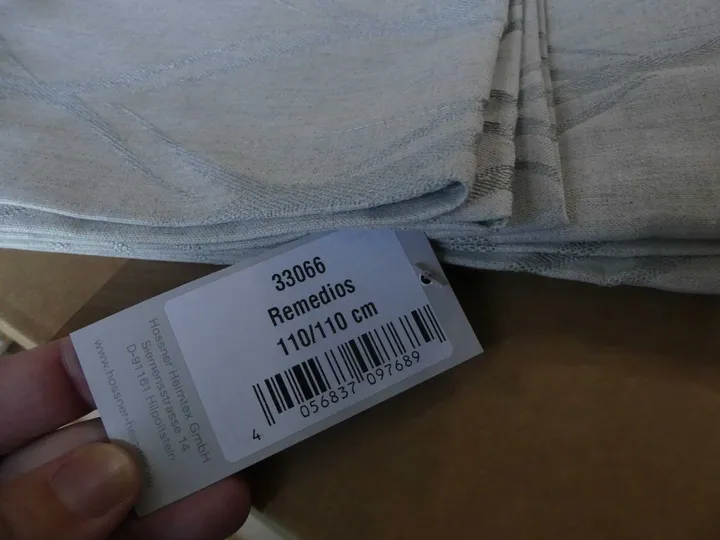 33066
Remedios
110/110 cm
4 056837 097689
Hossner Heimtex GmbH
Siemensstrasse 14
D-91161 Hilpoltstein